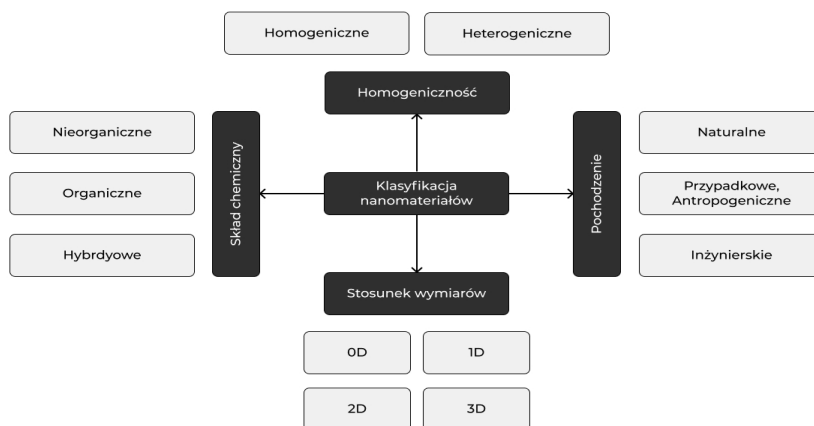 Homogeniczne
Heterogeniczne
Homogeniczność
Nieorganiczne
Organiczne
Hybrdyowe
Skład chemiczny
Klasyfikacja
nanomateriałów
Pochodzenie
Naturalne
Przypadkowe,
Antropogeniczne
Inżynierskie
Stosunek wymiarów
0D
1D
2D
3D